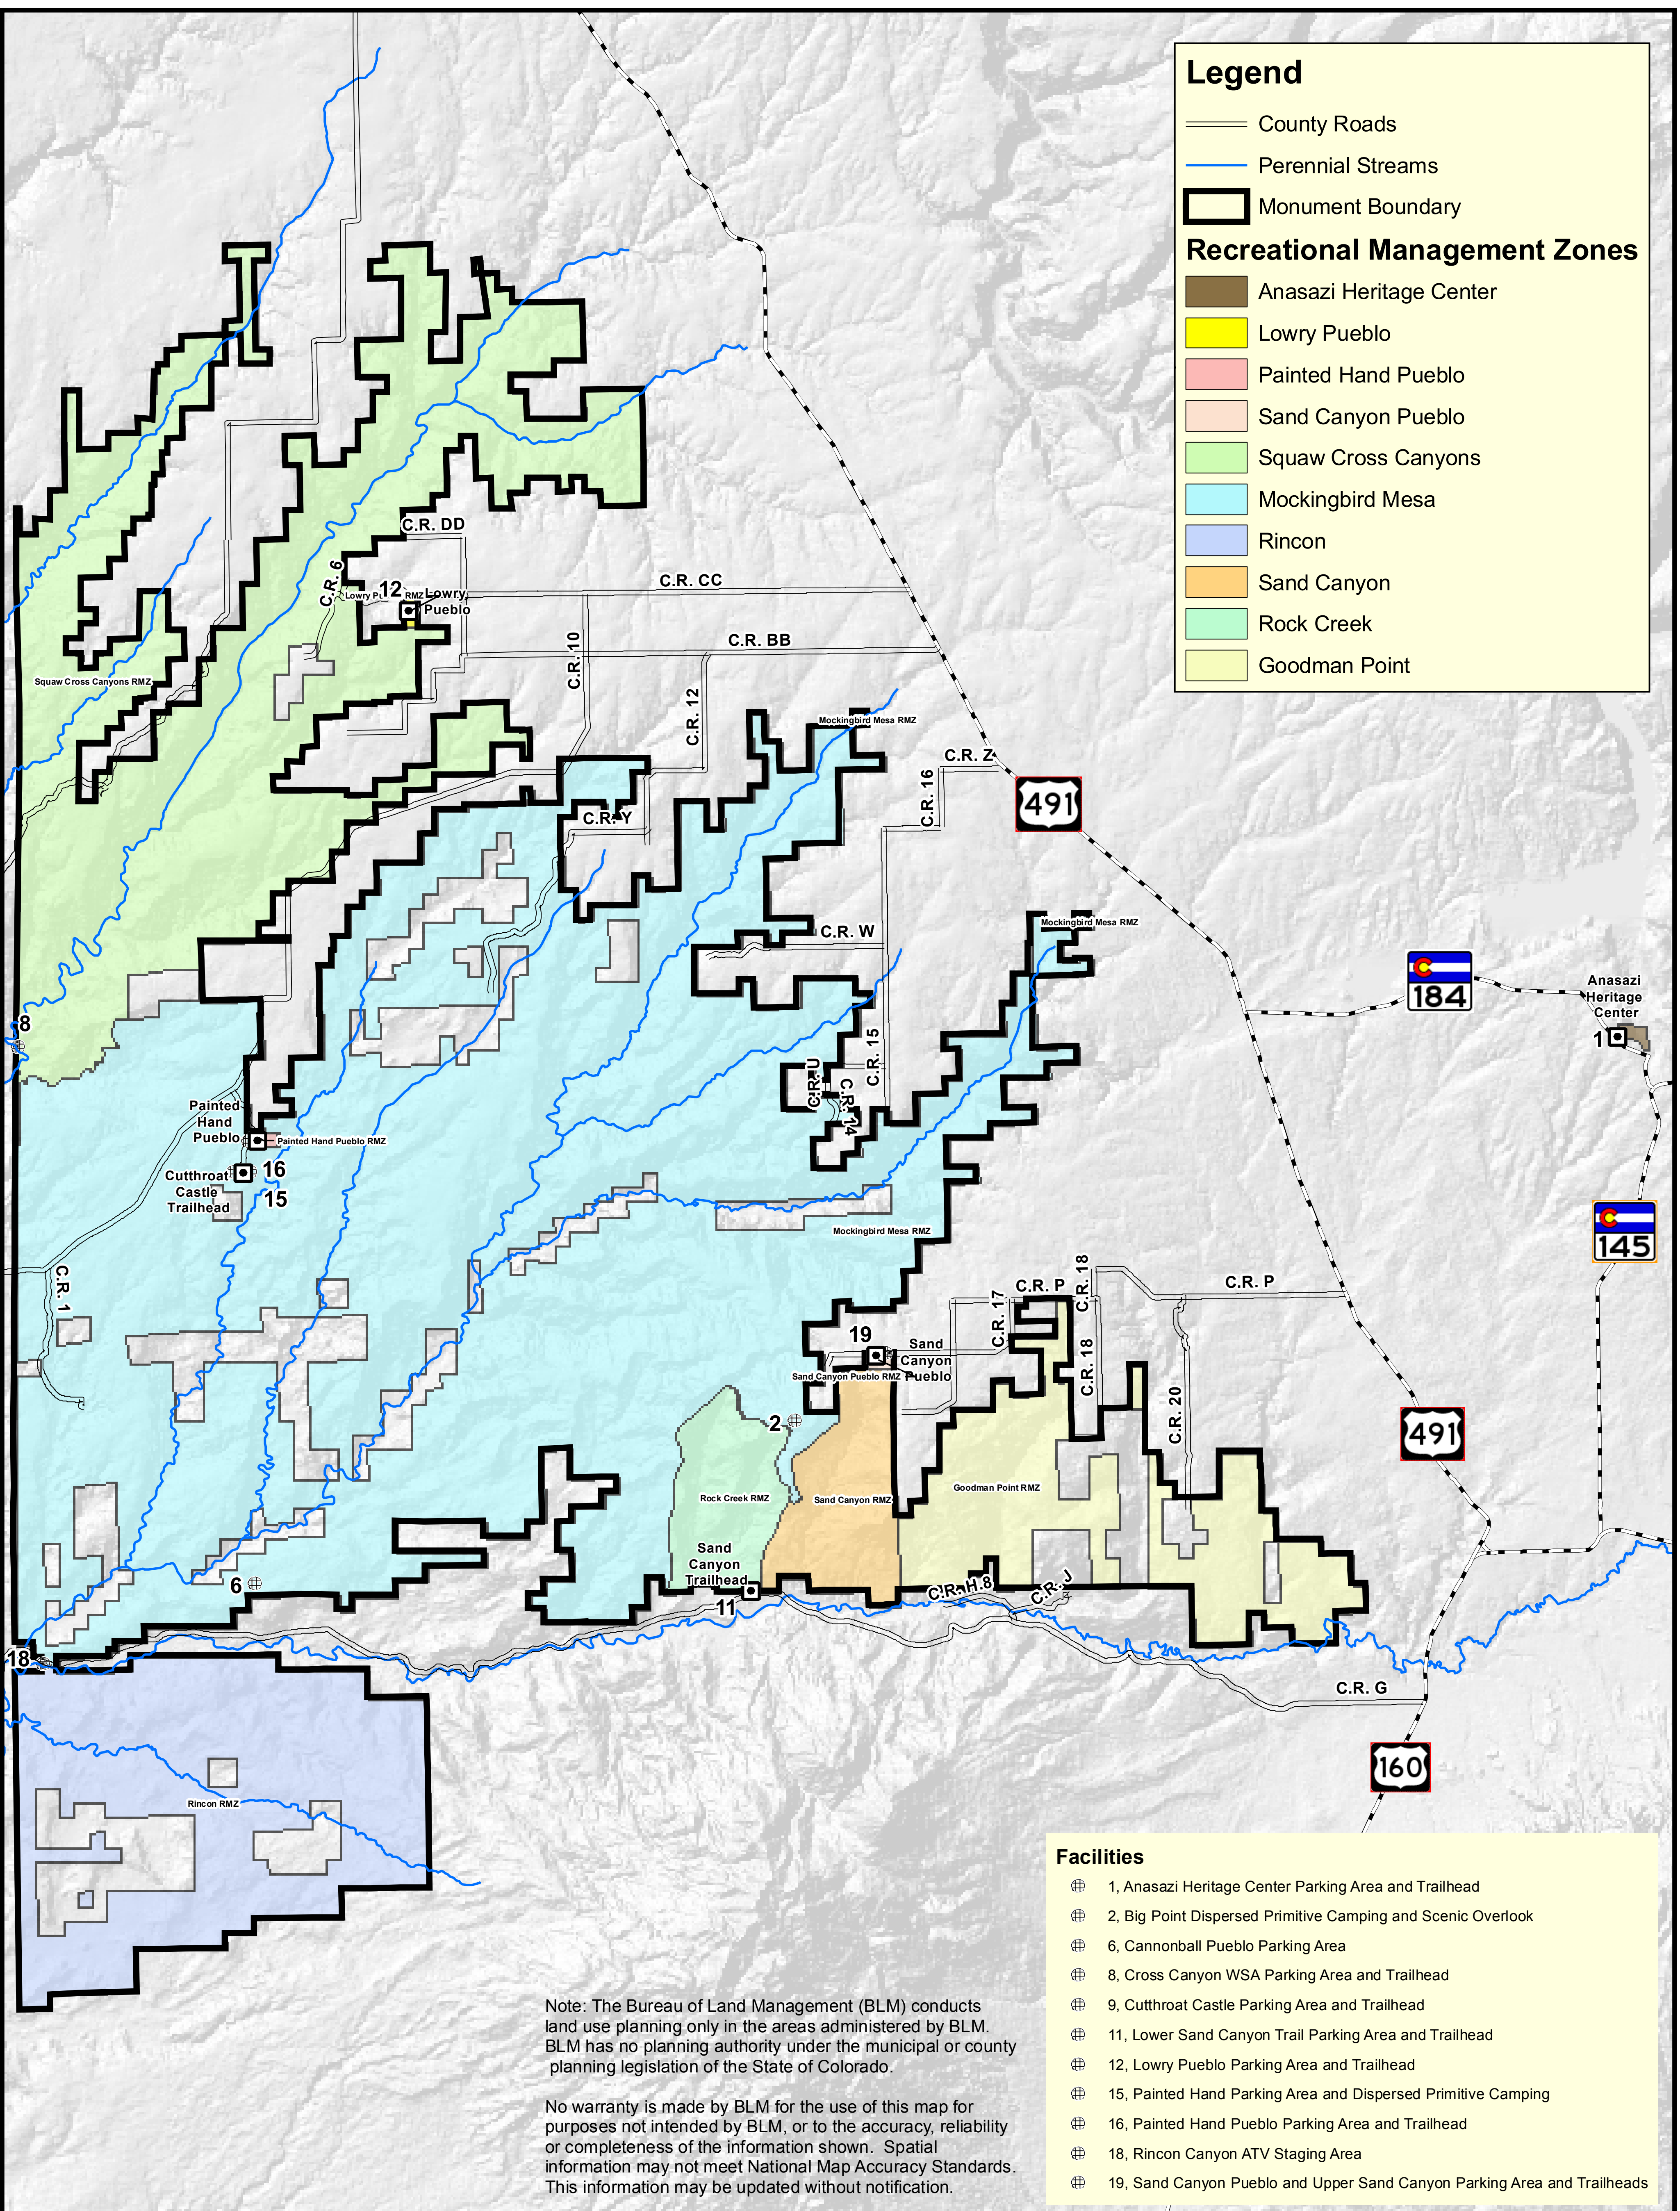 Legend
County Roads
Perennial Streams
Monument Boundary
Recreational Management Zones
Anasazi Heritage Center
Lowry Pueblo
Painted Hand Pueblo
Sand Canyon Pueblo
Squaw Cross Canyons
Mockingbird Mesa
Rincon
Sand Canyon
Rock Creek
Goodman Point
C.R. DD
C.R. 6
12
RMZ
Lowry
Pueblo
C.R. CC
C.R. 10
C.R. BB
C.R. 12
Squaw Cross Canyons RMZ
Mockingbird Mesa RMZ
C.R. Z
C.R. 16
491
C.R. Y
C.R. W
Mockingbird Mesa RMZ
184
Anasazi
Heritage
Center
1
8
C.R. 15
C.R. U
C.R. 14
Painted
Hand
Pueblo
Painted Hand Pueblo RMZ
16
Cutthroat
Castle
Trailhead
15
145
Mockingbird Mesa RMZ
C.R. 1
C.R. P
C.R. 18
C.R. P
C.R. 17
19
Sand
Canyon
Pueblo
Sand Canyon Pueblo RMZ
C.R. 18
C.R. 20
2
491
Goodman Point RMZ
Rock Creek RMZ
Sand Canyon RMZ
Sand
Canyon
Trailhead
6
11
C.R. H.8
C.R. J
18
C.R. G
160
Rincon RMZ
Facilities
1, Anasazi Heritage Center Parking Area and Trailhead
2, Big Point Dispersed Primitive Camping and Scenic Overlook
6, Cannonball Pueblo Parking Area
8, Cross Canyon WSA Parking Area and Trailhead
9, Cutthroat Castle Parking Area and Trailhead
11, Lower Sand Canyon Trail Parking Area and Trailhead
12, Lowry Pueblo Parking Area and Trailhead
15, Painted Hand Parking Area and Dispersed Primitive Camping
16, Painted Hand Pueblo Parking Area and Trailhead
18, Rincon Canyon ATV Staging Area
19, Sand Canyon Pueblo and Upper Sand Canyon Parking Area and Trailheads
Note: The Bureau of Land Management (BLM) conducts
land use planning only in the areas administered by BLM.
BLM has no planning authority under the municipal or county
planning legislation of the State of Colorado.
No warranty is made by BLM for the use of this map for
purposes not intended by BLM, or to the accuracy, reliability
or completeness of the information shown. Spatial
information may not meet National Map Accuracy Standards.
This information may be updated without notification.